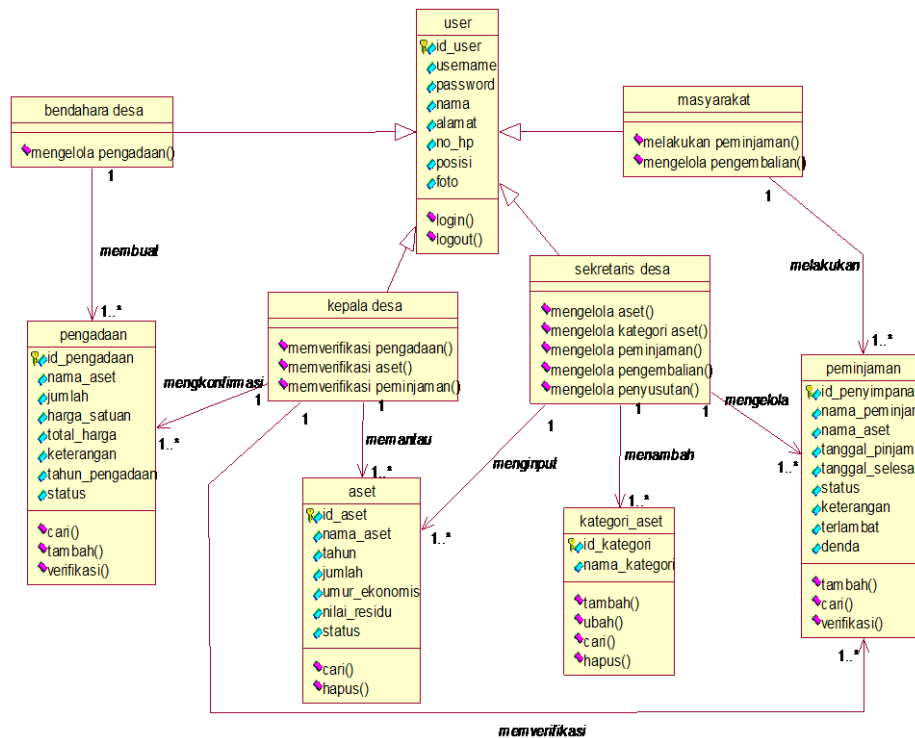 user
id_user
username
password
nama
alamat
no_hp
posisi
foto
login()
logout()
bendahara desa
mengelola pengadaan()
1
membuat
1..*
masyarakat
melakukan peminjaman()
mengelola pengembalian()
1
melakukan
1..*
kepala desa
memverifikasi pengadaan()
memverifikasi aset()
memverifikasi peminjaman()
1
1
1
mengkonfirmasi
1..*
memantau
1..*
sekretaris desa
mengelola aset()
mengelola kategori aset()
mengelola peminjaman()
mengelola pengembalian()
mengelola penyusutan()
1
1
1
menginput
1..*
menambah
1..*
mengelola
1..*
pengadaan
id_pengadaan
nama_aset
jumlah
harga_satuan
total_harga
keterangan
tahun_pengadaan
status
cari()
tambah()
verifikasi()
aset
id_aset
nama_aset
tahun
jumlah
umur_ekonomis
nilai_residu
status
cari()
hapus()
kategori_aset
id_kategori
nama_kategori
tambah()
ubah()
cari()
hapus()
peminjaman
id_penyimpana
nama_peminjar
nama_aset
tanggal_pinjam
tanggal_selesa
status
keterangan
terlambat
denda
tambah()
cari()
verifikasi()
1..*
memverifikasi